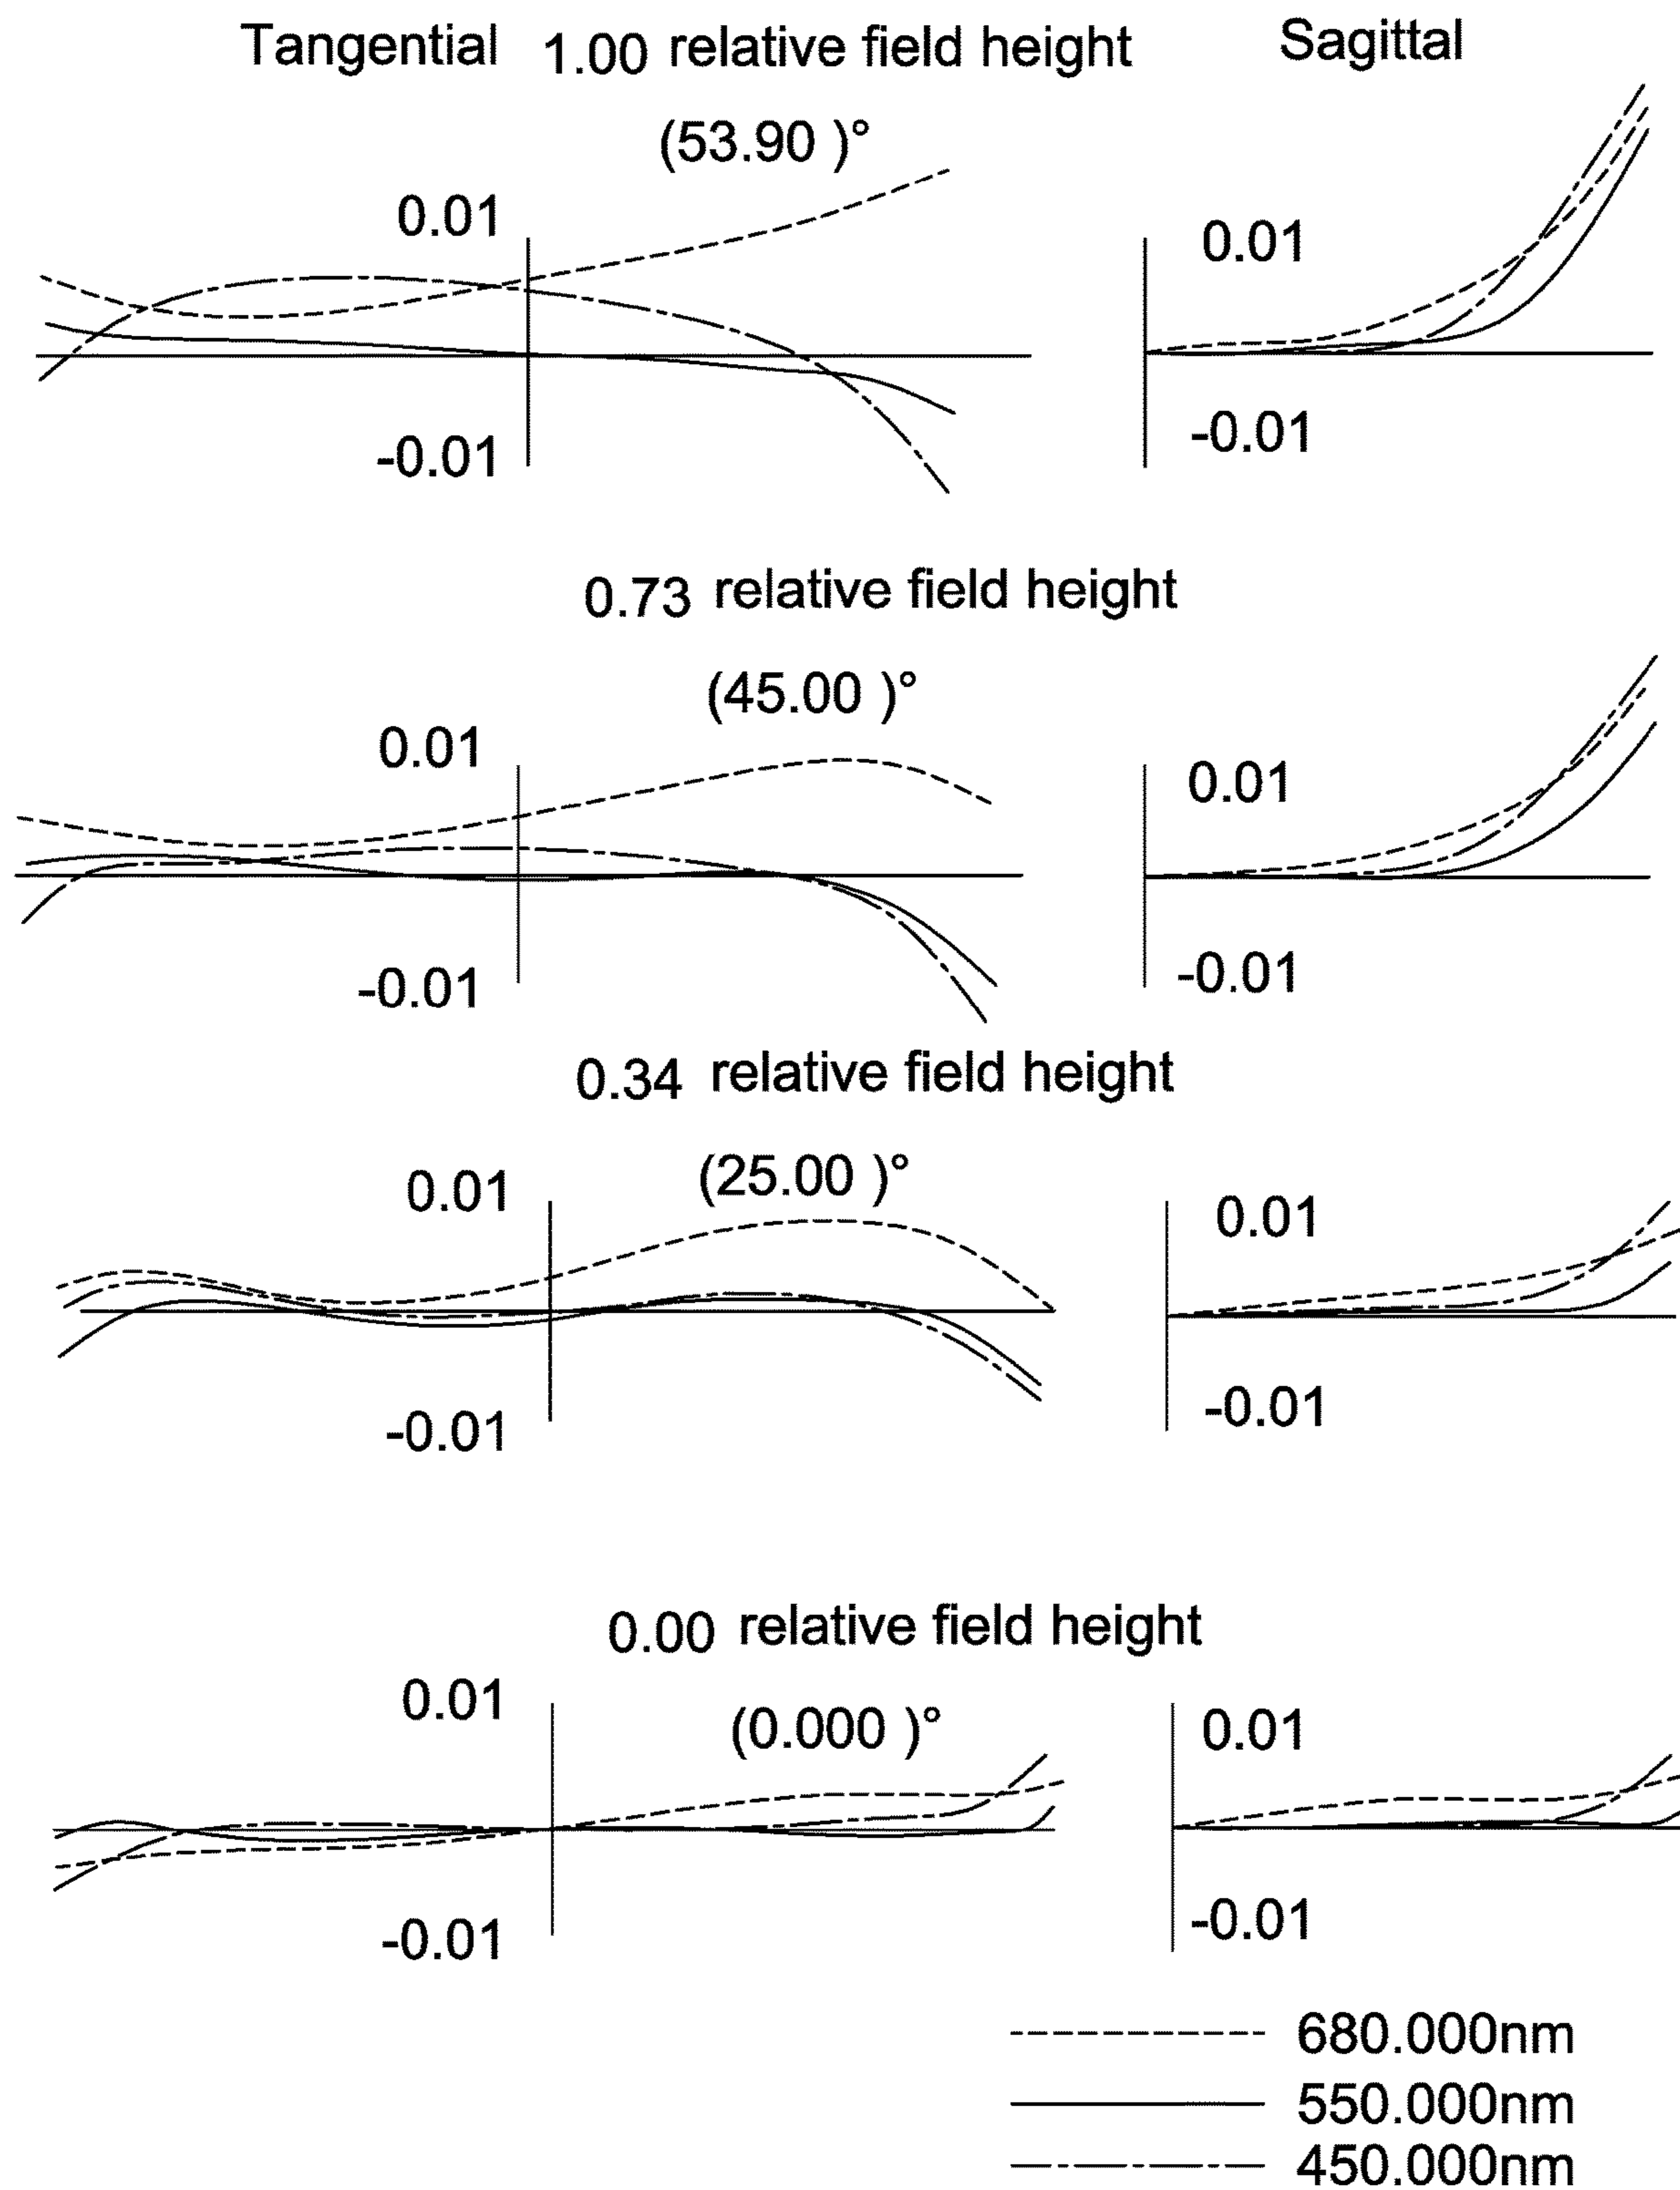 Tangential 1.00 relative field height Sagittal
(53.90 )°
0.01 0.01
-0.01 -0.01
0.73 relative field height
(45.00 )°
0.01 0.01
-0.01 -0.01
0.34 relative field height
(25.00 )°
0.01 0.01
-0.01 -0.01
0.00 relative field height
(0.000 )°
0.01 0.01
-0.01 -0.01
680.000nm
550.000nm
450.000nm